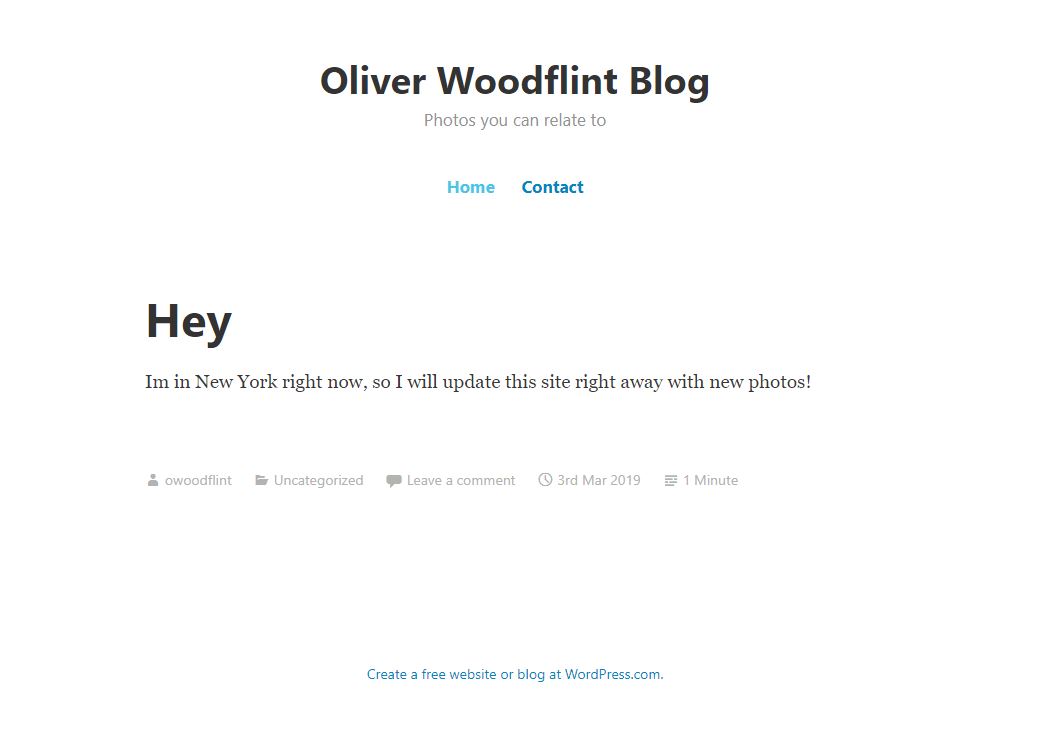 Oliver Woodflint Blog
Photos you can relate to
Home Contact
Hey
Im in New York right now, so I will update this site right away with new photos!
owoodflint Uncategorized Leave a comment 3rd Mar 2019 1 Minute
Create a free website or blog at WordPress.com.